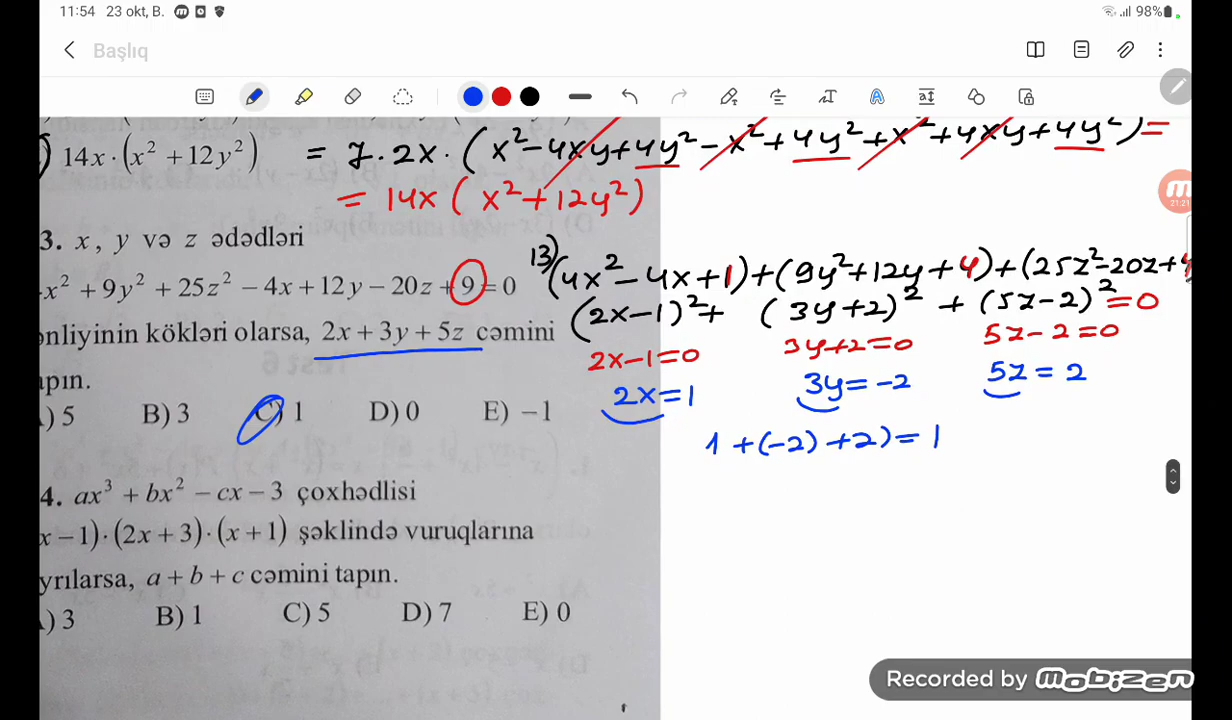 11:54 23 okt, B. 98%
Başlıq
14x · (x² + 12y²) = 7·2x·(x²-4xy+4y²-x²+4y²+x²+4xy+4y²)=
= 14x (x²+12y²)
3. x, y və z ədədləri
x² + 9y² + 25z² − 4x + 12y − 20z + 9 = 0
13) (4x²-4x+1)+(9y²+12y+4)+(25z²-20z+4
(2x-1)²+ (3y+2)² + (5z-2)²=0
2x-1=0 3y+2=0 5z-2=0
2x=1 3y=-2 5z=2
1+(-2)+2)=1
olarsa, 2x + 3y + 5z cəmini
5 B) 3 C) 1 D) 0 E) −1
4. ax³ + bx² − cx − 3 çoxhədlisi
x − 1) · (2x + 3) · (x + 1) şəklində vuruqlarına
a + b + c cəmini tapın.
) 3 B) 1 C) 5 D) 7 E) 0
Recorded by mobizen